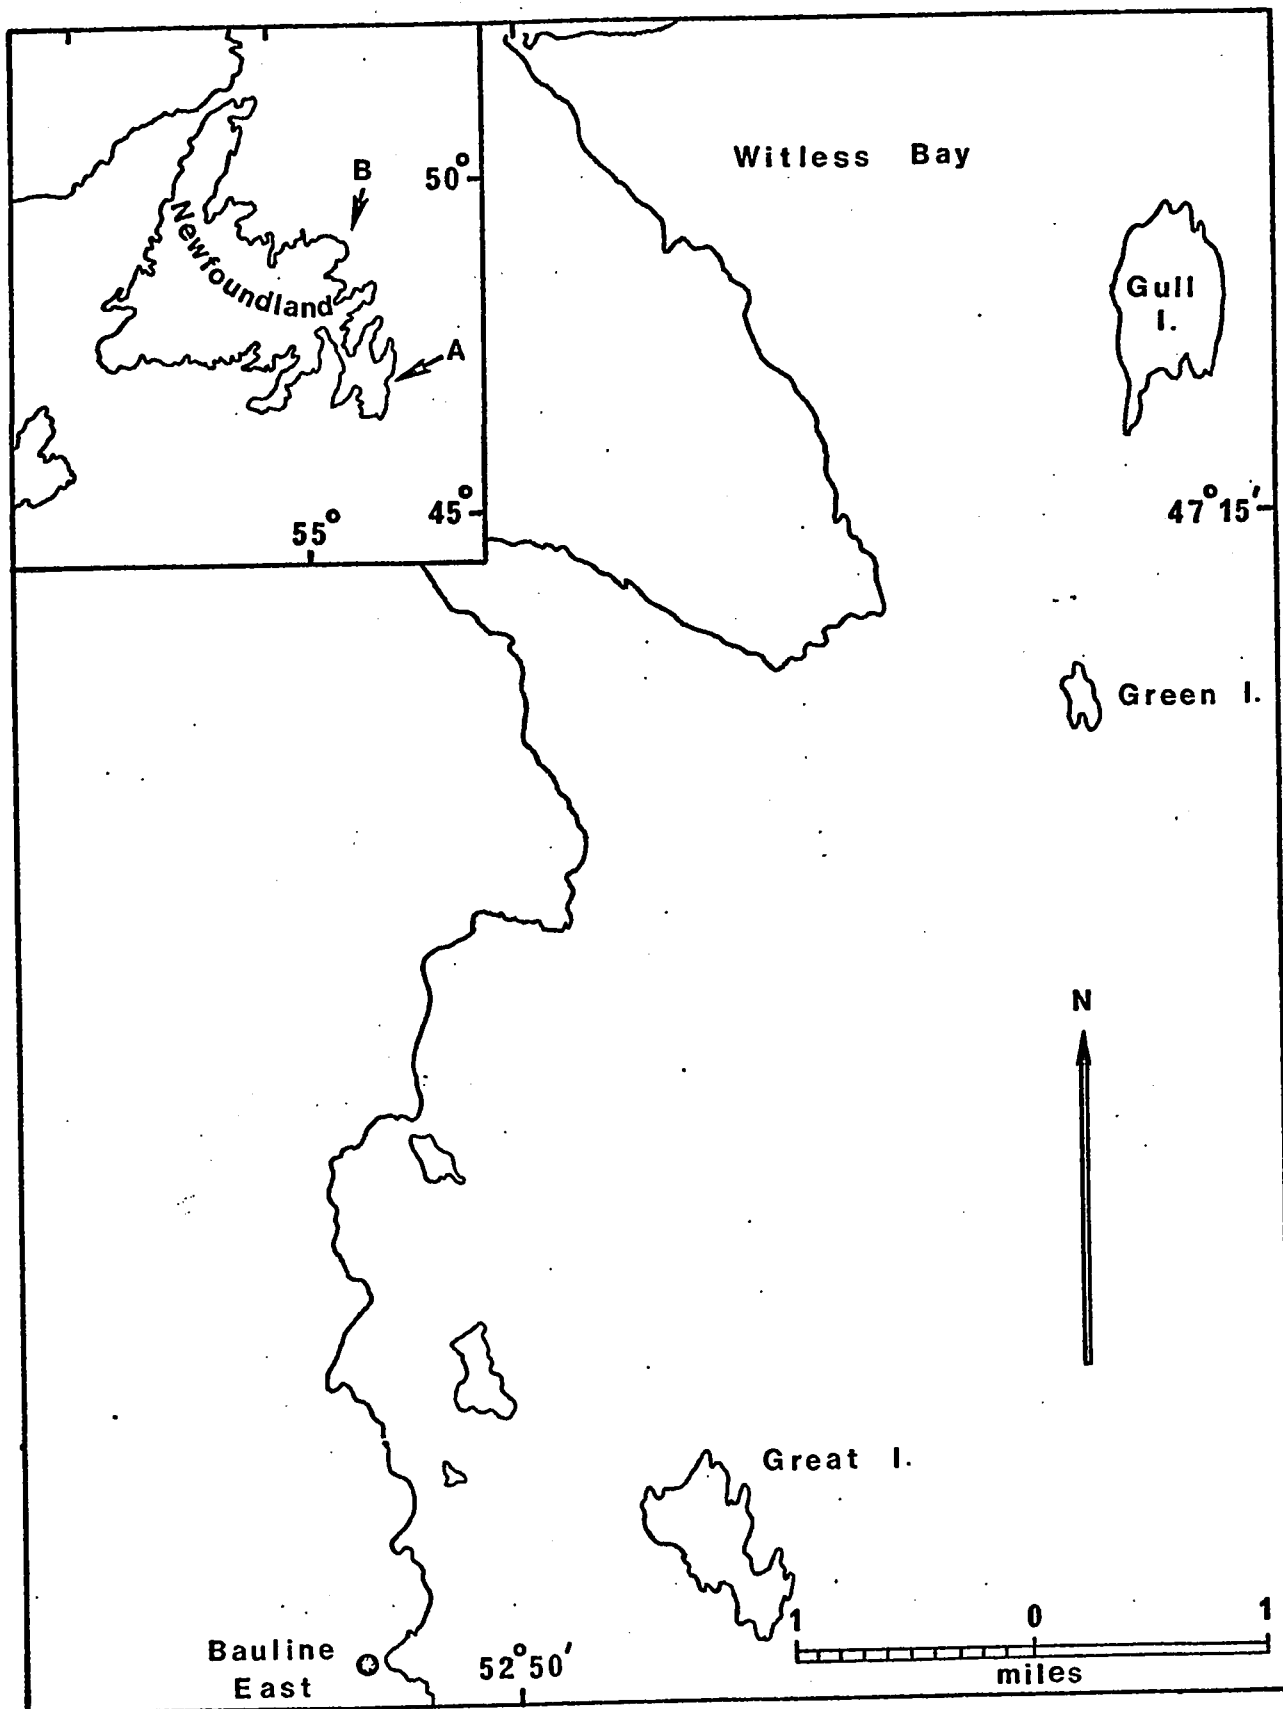 B
50°
Newfoundland
A
45°
55°
Witless Bay
Gull
I.
47°15′
Green I.
N
Great I.
1 0 1
miles
Bauline
East
52°50′